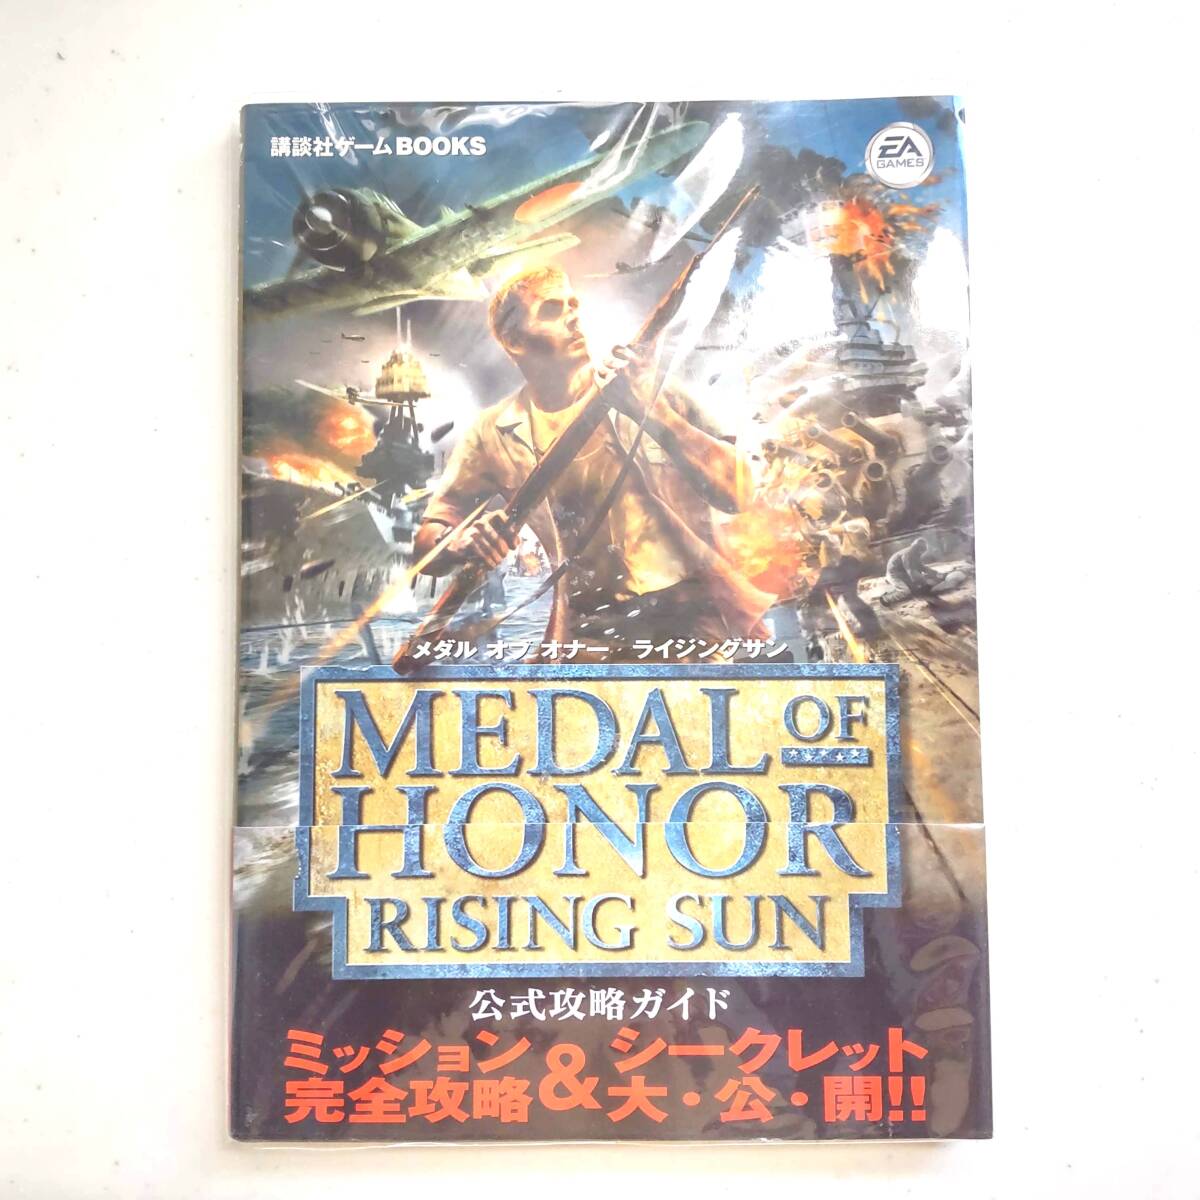 講談社ゲームBOOKS
EA
GAMES
メダル オブ オナー ライジングサン
MEDAL OF
HONOR
RISING SUN
公式攻略ガイド
ミッション
完全攻略
&
シークレット
大・公・開!!